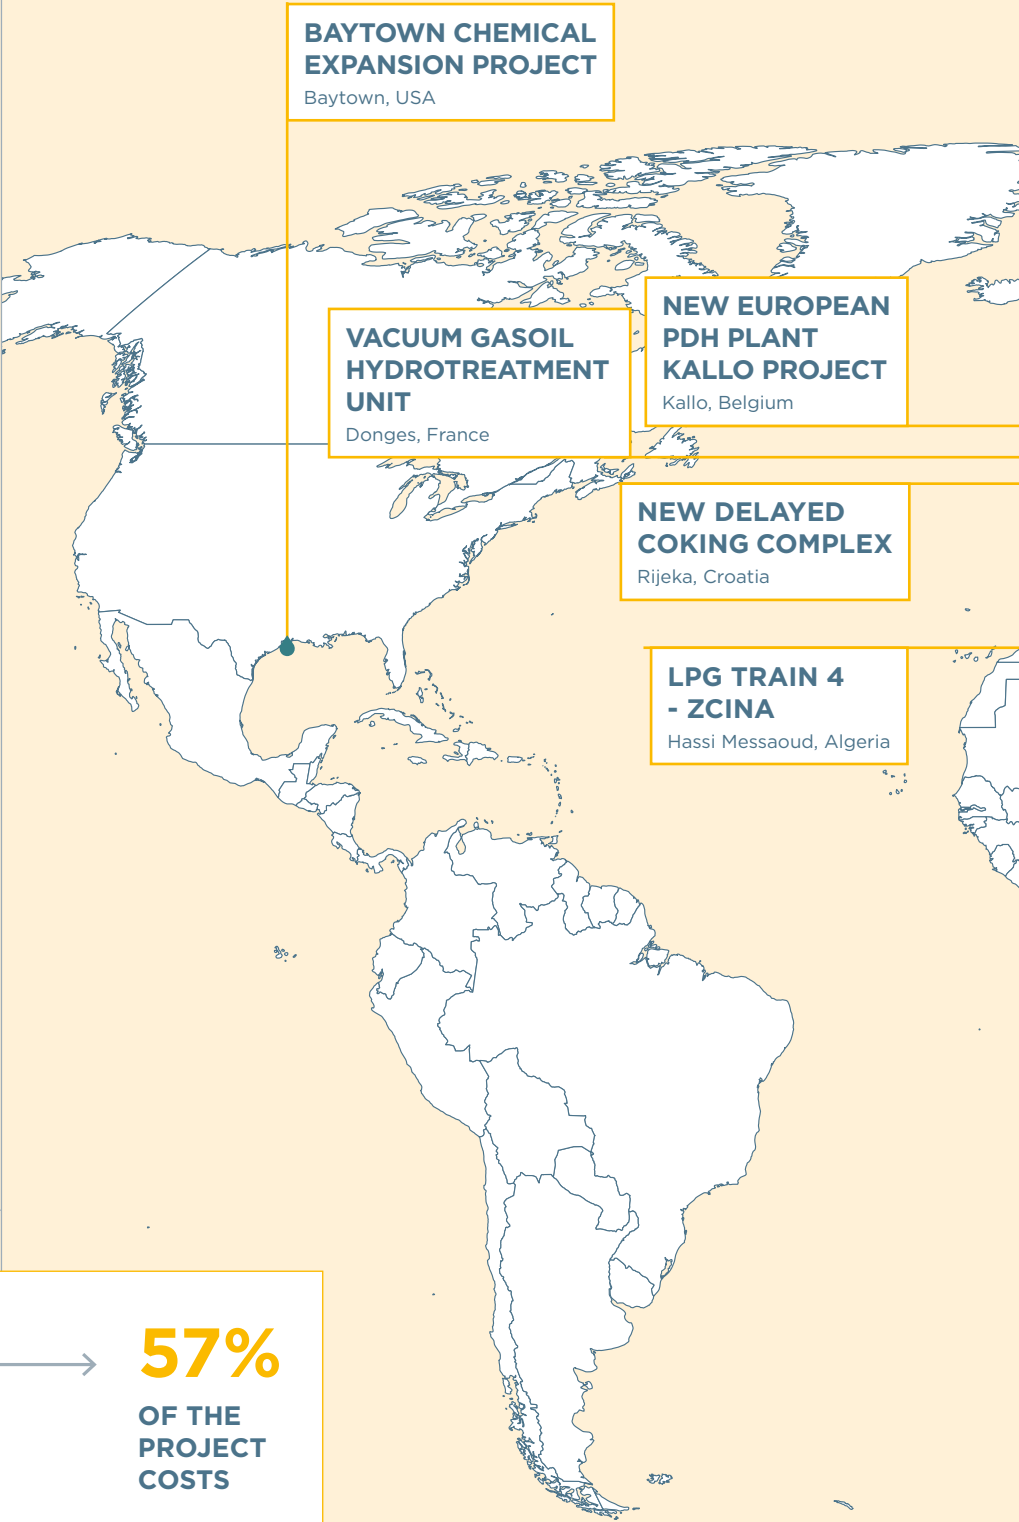 BAYTOWN CHEMICAL
EXPANSION PROJECT
Baytown, USA
VACUUM GASOIL
HYDROTREATMENT
UNIT
Donges, France
NEW EUROPEAN
PDH PLANT
KALLO PROJECT
Kallo, Belgium
NEW DELAYED
COKING COMPLEX
Rijeka, Croatia
LPG TRAIN 4
- ZCINA
Hassi Messaoud, Algeria
57%
OF THE
PROJECT
COSTS